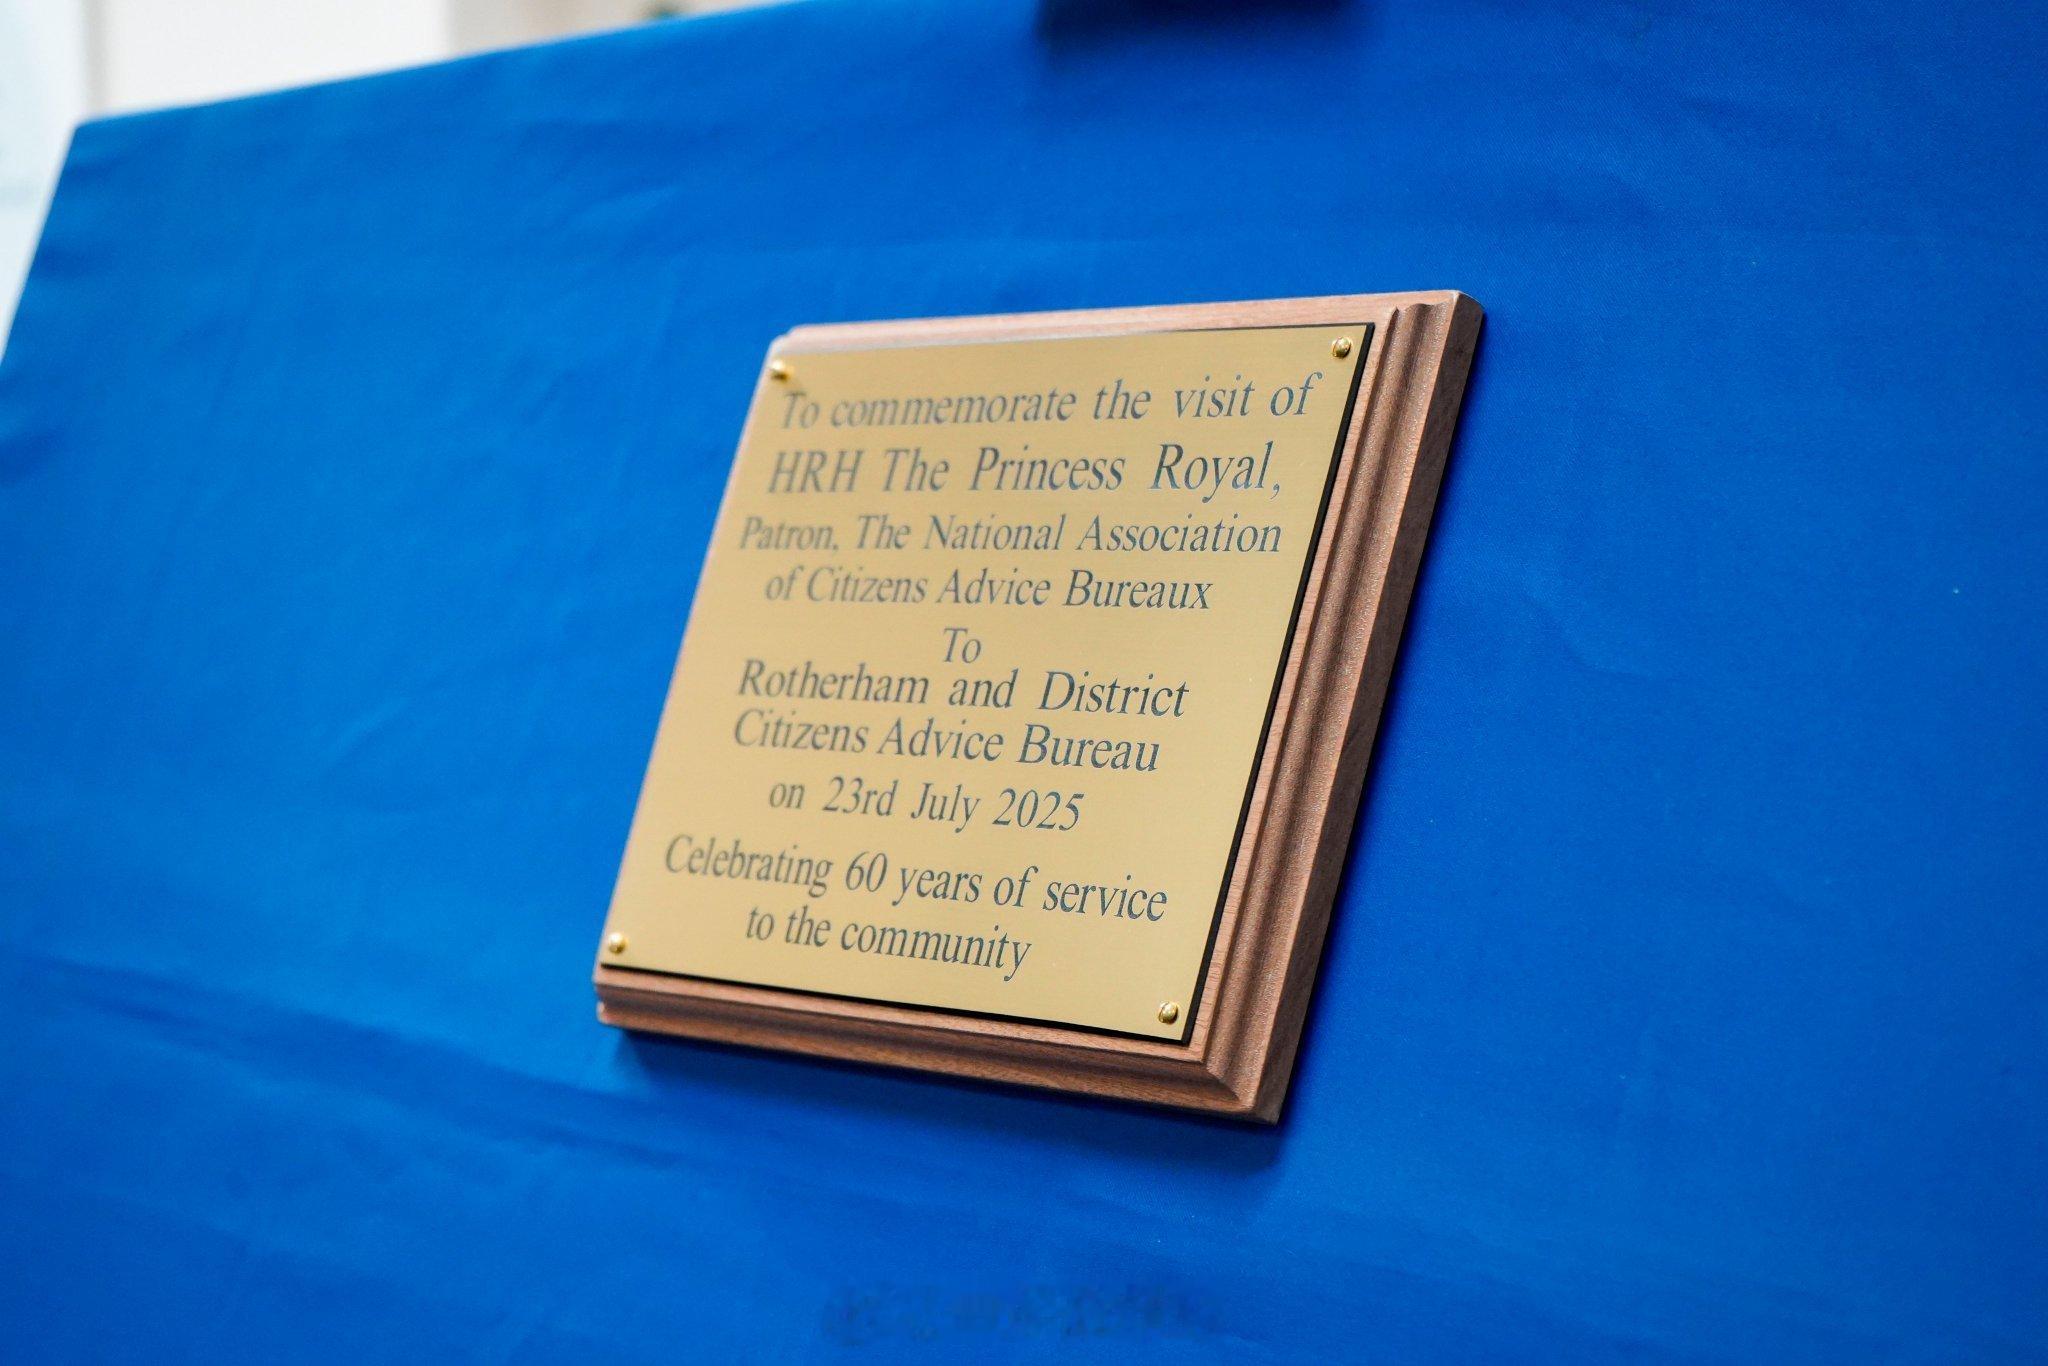 To commemorate the visit of
HRH The Princess Royal,
Patron, The National Association
of Citizens Advice Bureaux
To
Rotherham and District
Citizens Advice Bureau
on 23rd July 2025
Celebrating 60 years of service
to the community